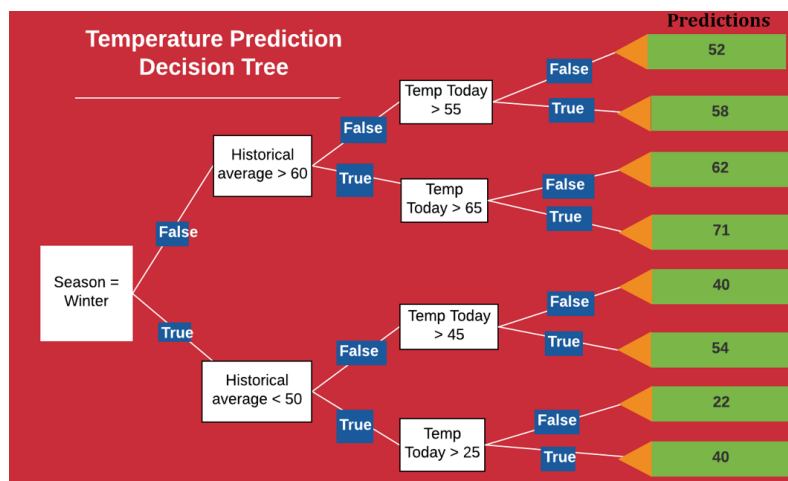 Predictions
Temperature Prediction
Decision Tree
52
False
Temp Today
> 55
True
58
False
Historical
average > 60
True
62
False
Temp
Today > 65
True
71
False
Season =
Winter
True
40
False
Temp Today
> 45
True
54
False
Historical
average < 50
True
22
False
Temp
Today > 25
True
40